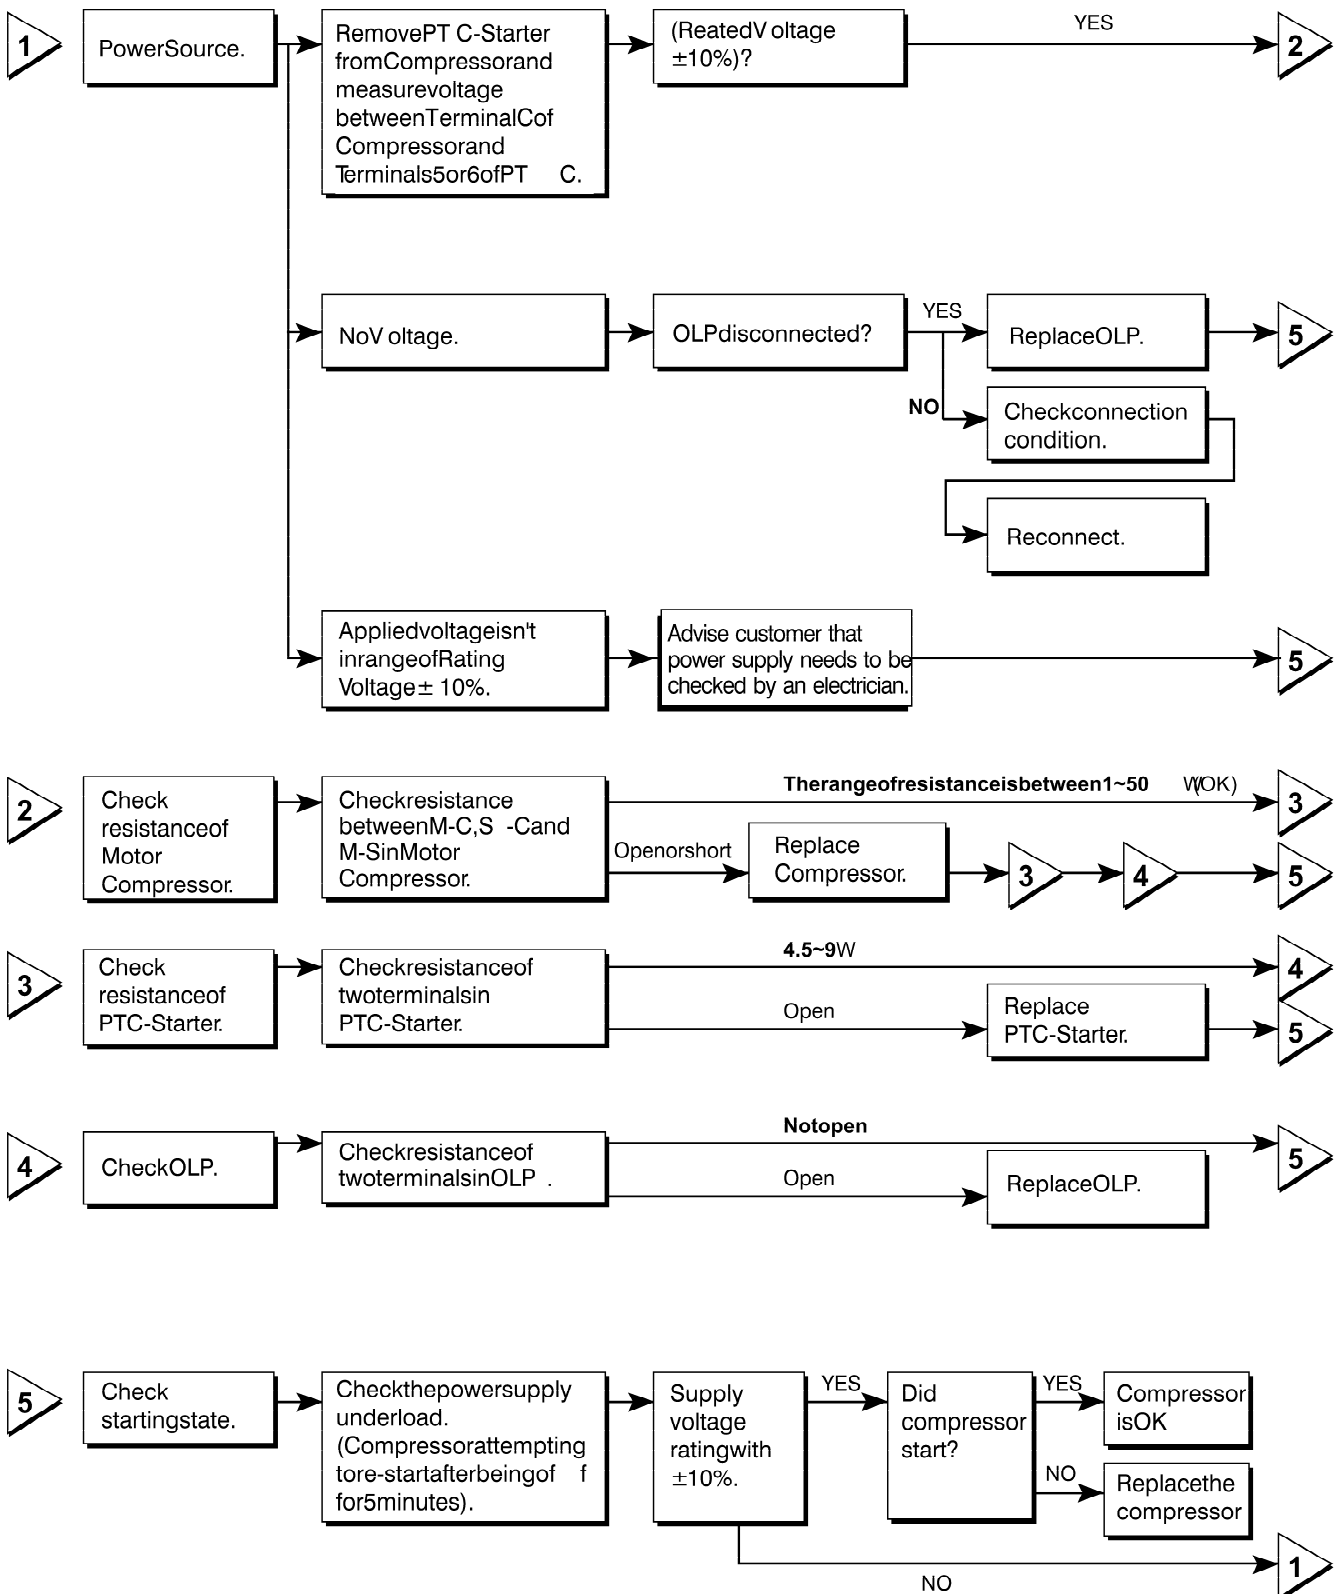 1
PowerSource.
RemovePT C-Starter
fromCompressorand
measurevoltage
betweenTerminalCof
Compressorand
Terminals5or6ofPT C.
(ReatedV oltage
±10%)?
YES
2
NoV oltage.
OLPdisconnected?
YES
ReplaceOLP.
5
NO
Checkconnection
condition.
Reconnect.
Appliedvoltageisn't
inrangeofRating
Voltage± 10%.
Advise customer that
power supply needs to be
checked by an electrician.
5
2
Check
resistanceof
Motor
Compressor.
Checkresistance
betweenM-C,S -Cand
M-SinMotor
Compressor.
Therangeofresistanceisbetween1~50 W(OK)
3
Openorshort
Replace
Compressor.
3
4
5
3
Check
resistanceof
PTC-Starter.
Checkresistanceof
twoterminalsin
PTC-Starter.
4.5~9W
4
Open
Replace
PTC-Starter.
5
4
CheckOLP.
Checkresistanceof
twoterminalsinOLP .
Notopen
5
Open
ReplaceOLP.
5
Check
startingstate.
Checkthepowersupply
underload.
(Compressorattempting
tore-startafterbeingof f
for5minutes).
Supply
voltage
ratingwith
±10%.
YES
Did
compressor
start?
YES
Compressor
isOK
NO
Replacethe
compressor
NO
1